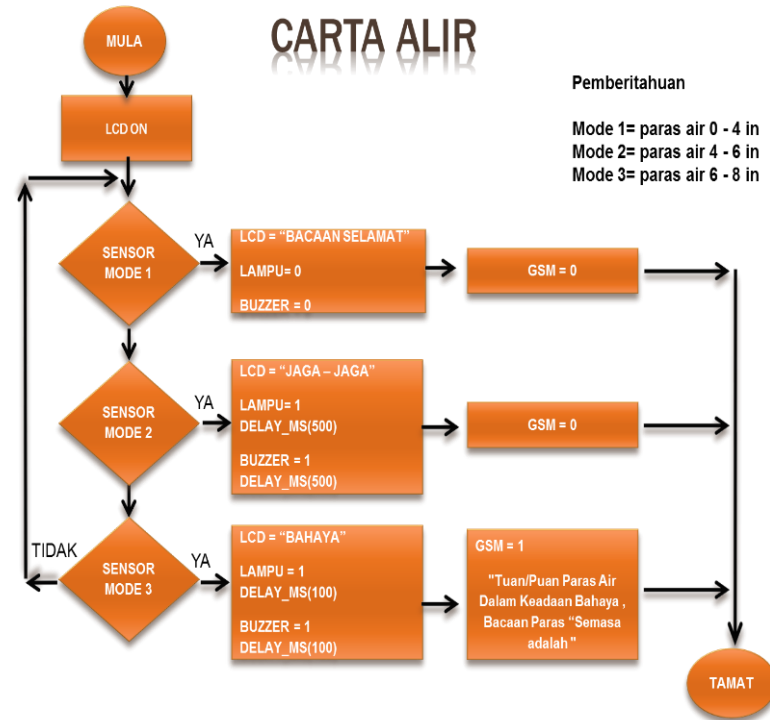 CARTA ALIR
MULA
LCD ON
Pemberitahuan
Mode 1= paras air 0 - 4 in
Mode 2= paras air 4 - 6 in
Mode 3= paras air 6 - 8 in
SENSOR
MODE 1
YA
LCD = “BACAAN SELAMAT”
LAMPU= 0
BUZZER = 0
GSM = 0
SENSOR
MODE 2
YA
LCD = “JAGA – JAGA”
LAMPU= 1
DELAY_MS(500)
BUZZER = 1
DELAY_MS(500)
GSM = 0
TIDAK
SENSOR
MODE 3
YA
LCD = “BAHAYA”
LAMPU = 1
DELAY_MS(100)
BUZZER = 1
DELAY_MS(100)
GSM = 1
"Tuan/Puan Paras Air
Dalam Keadaan Bahaya ,
Bacaan Paras “Semasa
adalah "
TAMAT